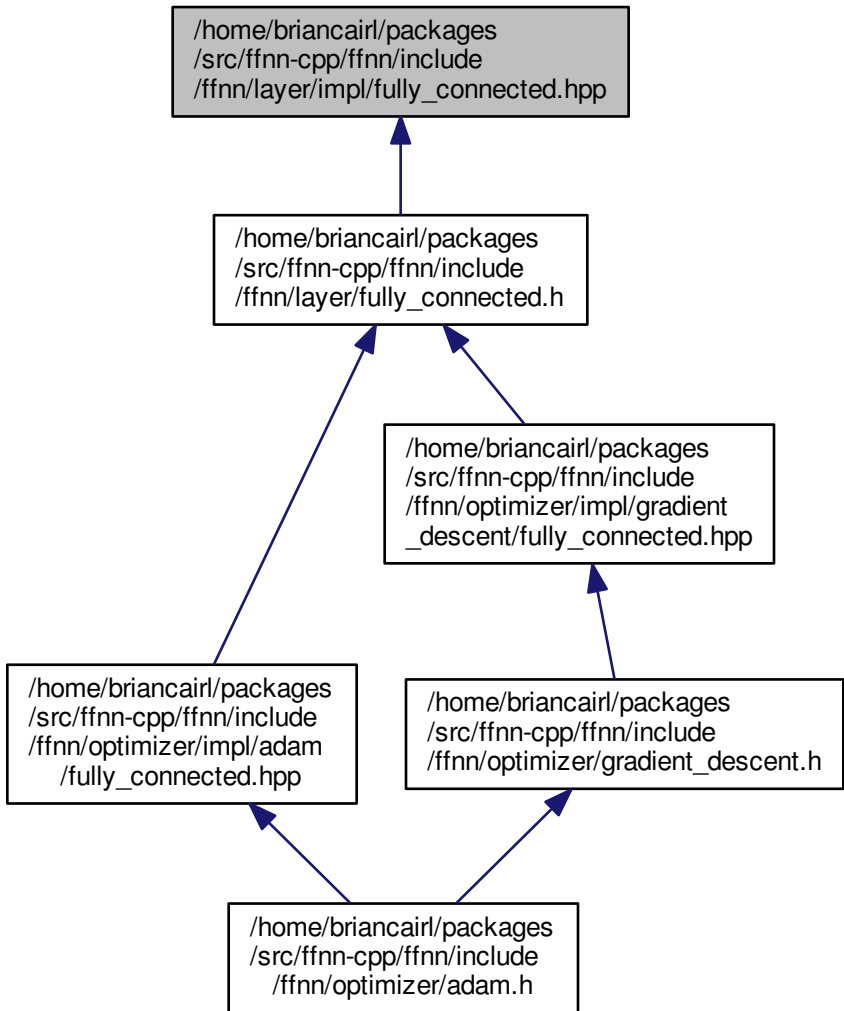 /home/briancairl/packages
/src/ffnn-cpp/ffnn/include
/ffnn/layer/impl/fully_connected.hpp
/home/briancairl/packages
/src/ffnn-cpp/ffnn/include
/ffnn/layer/fully_connected.h
/home/briancairl/packages
/src/ffnn-cpp/ffnn/include
/ffnn/optimizer/impl/gradient
_descent/fully_connected.hpp
/home/briancairl/packages
/src/ffnn-cpp/ffnn/include
/ffnn/optimizer/impl/adam
/fully_connected.hpp
/home/briancairl/packages
/src/ffnn-cpp/ffnn/include
/ffnn/optimizer/gradient_descent.h
/home/briancairl/packages
/src/ffnn-cpp/ffnn/include
/ffnn/optimizer/adam.h